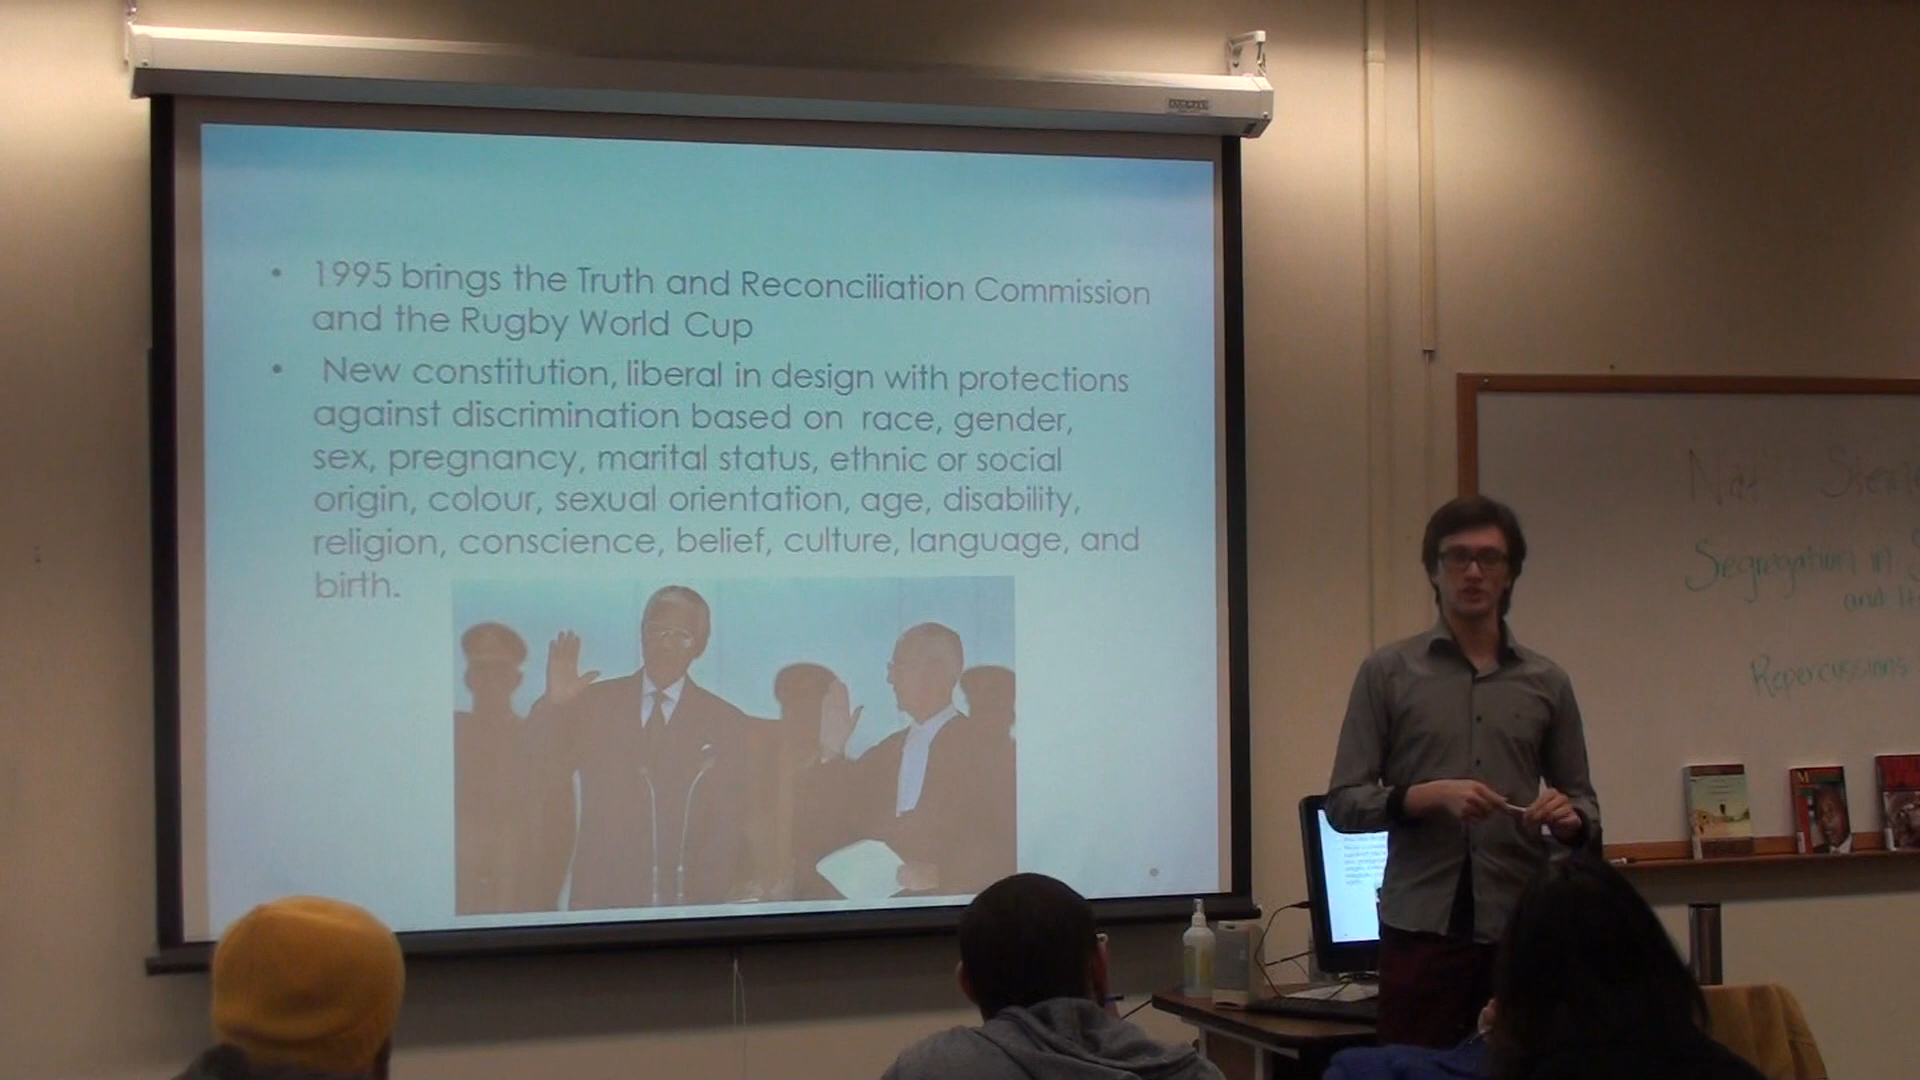 • 1995 brings the Truth and Reconciliation Commission
and the Rugby World Cup
• New constitution, liberal in design with protections
against discrimination based on race, gender,
sex, pregnancy, marital status, ethnic or social
origin, colour, sexual orientation, age, disability,
religion, conscience, belief, culture, language, and
birth.
Segregation in
and
Repercussions